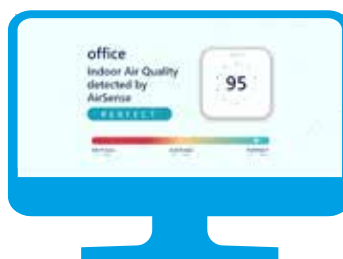 office
Indoor Air Quality
detected by
AirSense
PERFECT
95